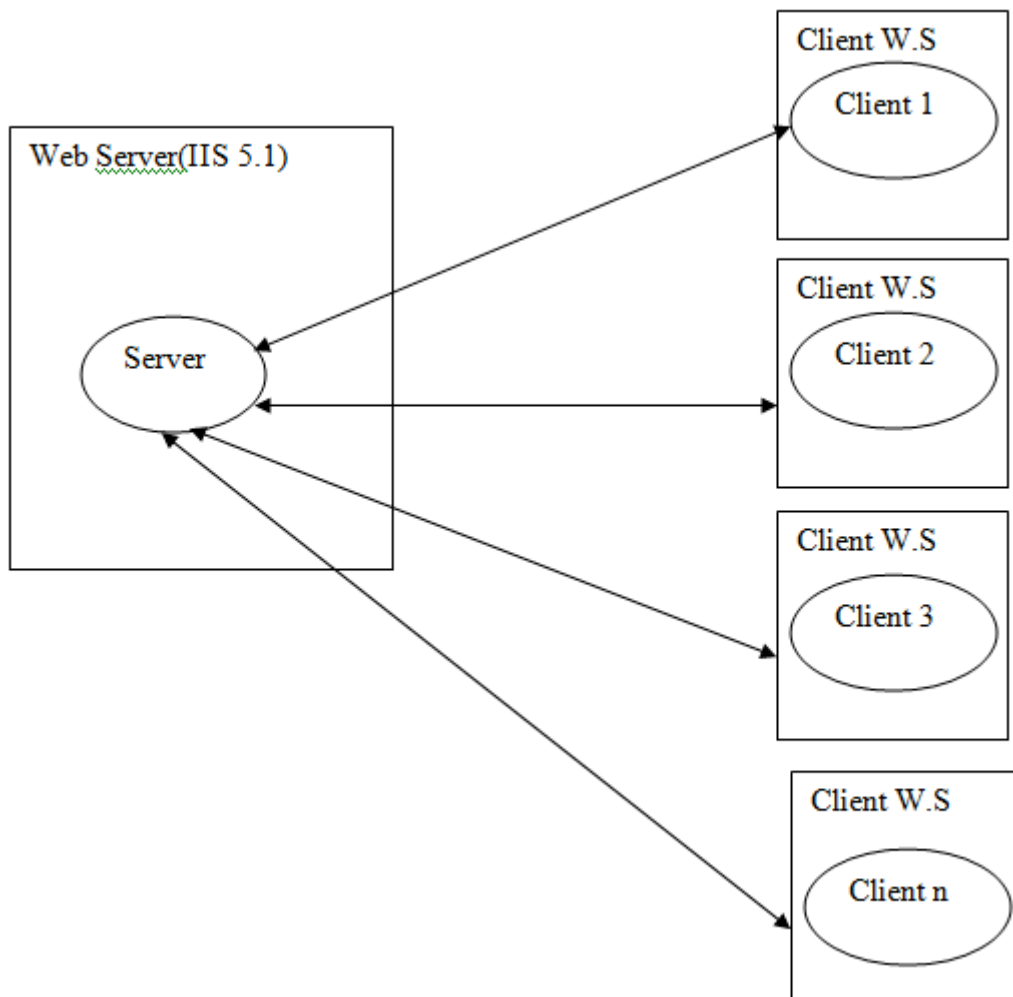 Client W.S
Client 1
Web Server(IIS 5.1)
Client W.S
Server
Client 2
Client W.S
Client 3
Client W.S
Client n